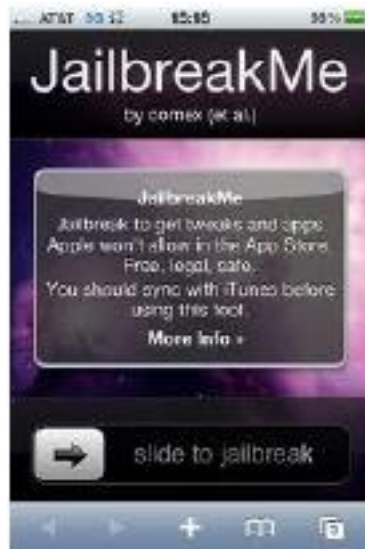 AT&T 3G
JailbreakMe
by comex (et al.)
JailbreakMe
Jailbreak to get tweaks and apps
Apple won't allow in the App Store.
Free, legal, safe.
You should sync with iTunes before
using this tool.
More Info »
slide to jailbreak